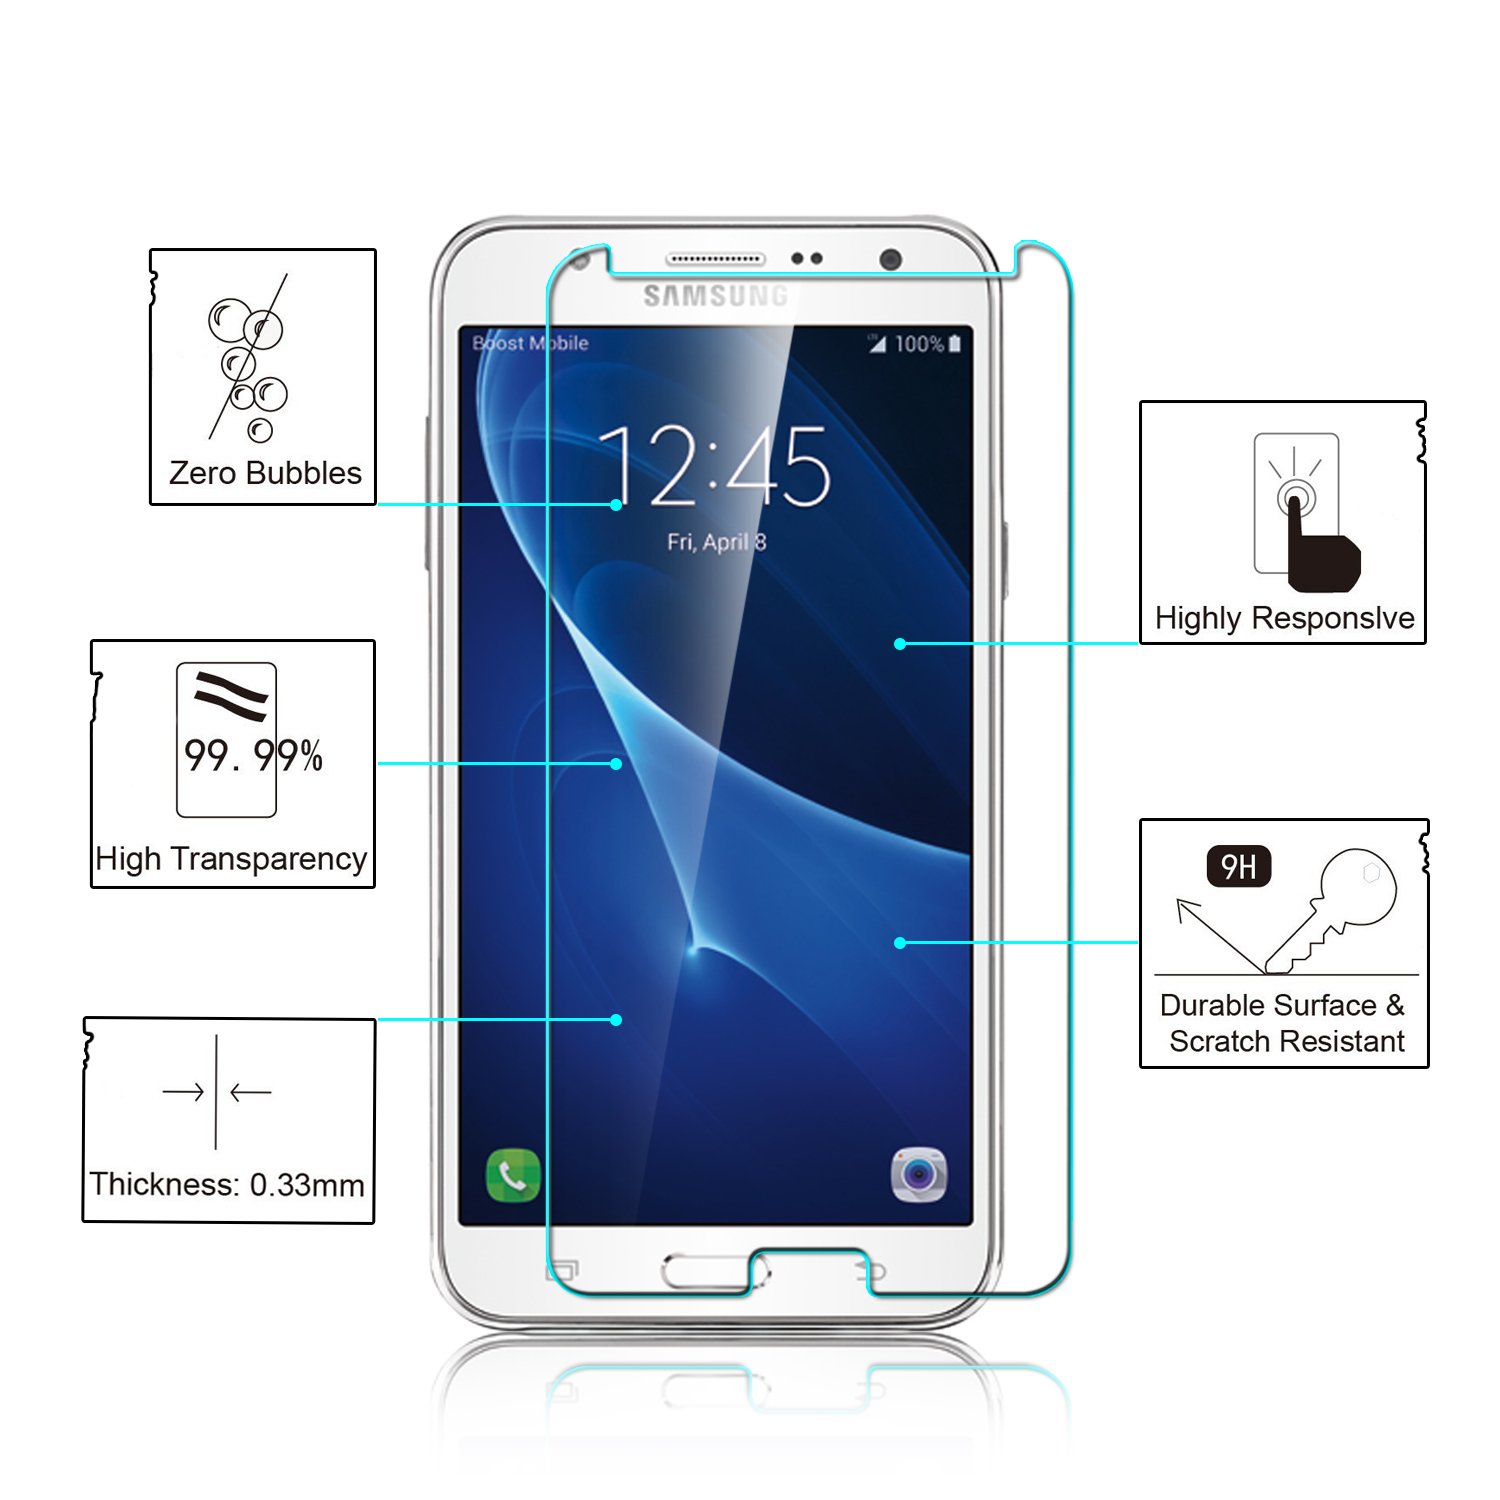 SAMSUNG
Boost Mobile
LTE 100%
12:45
Fri, April 8
Zero Bubbles
99.99%
High Transparency
Thickness: 0.33mm
Highly Responslve
9H
Durable Surface &
Scratch Resistant